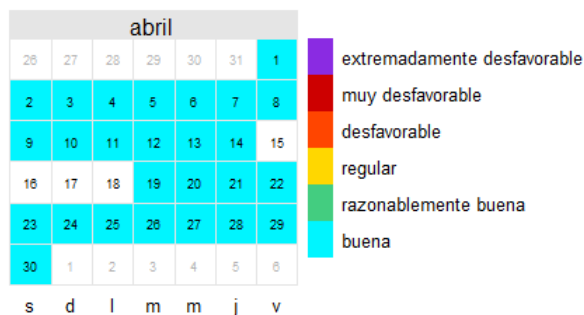 abril
26 27 28 29 30 31 1
2 3 4 5 6 7 8
9 10 11 12 13 14 15
16 17 18 19 20 21 22
23 24 25 26 27 28 29
30 1 2 3 4 5 6
s d l m m j v
extremadamente desfavorable
muy desfavorable
desfavorable
regular
razonablemente buena
buena